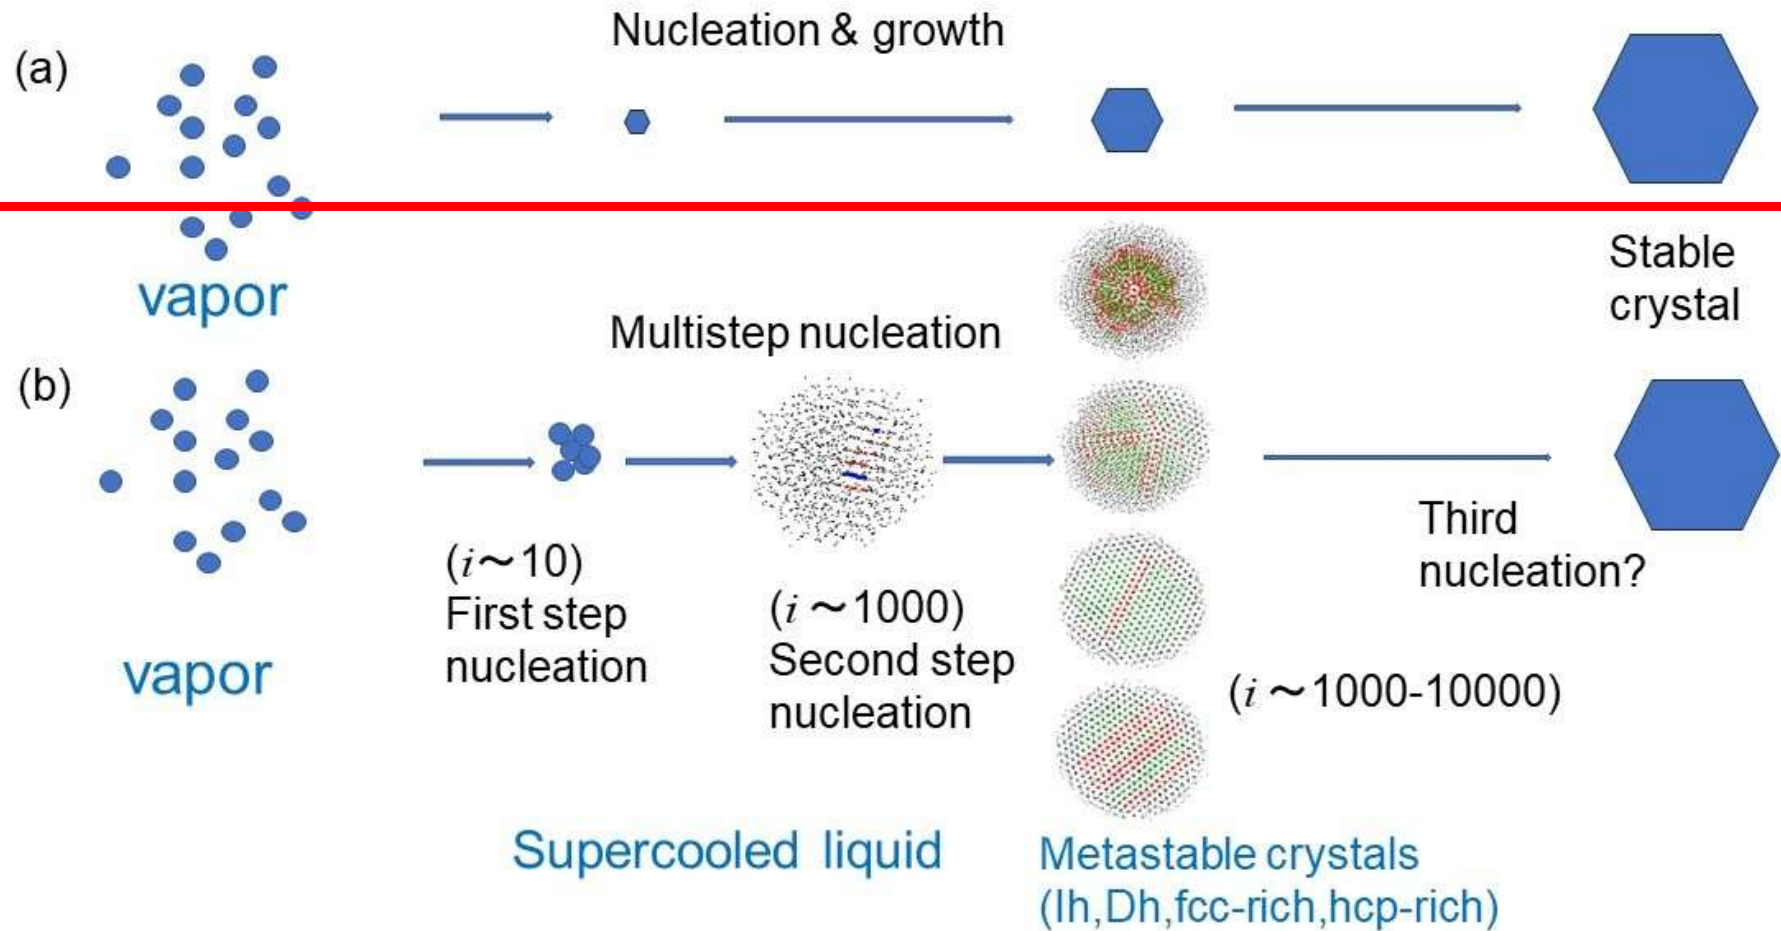 Nucleation & growth
(a)
vapor
Stable
crystal
Multistep nucleation
(b)
(i～10)
First step
nucleation
(i ～1000)
Second step
nucleation
Third
nucleation?
vapor
(i ～1000-10000)
Supercooled liquid
Metastable crystals
(Ih,Dh,fcc-rich,hcp-rich)